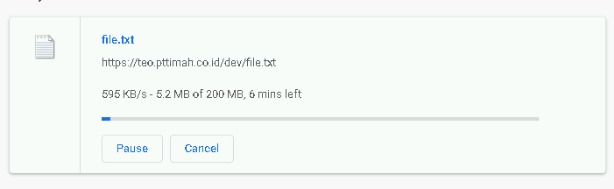 file.txt
https://teo.pttimah.co.id/dev/file.txt
595 KB/s - 5.2 MB of 200 MB, 6 mins left
Pause Cancel